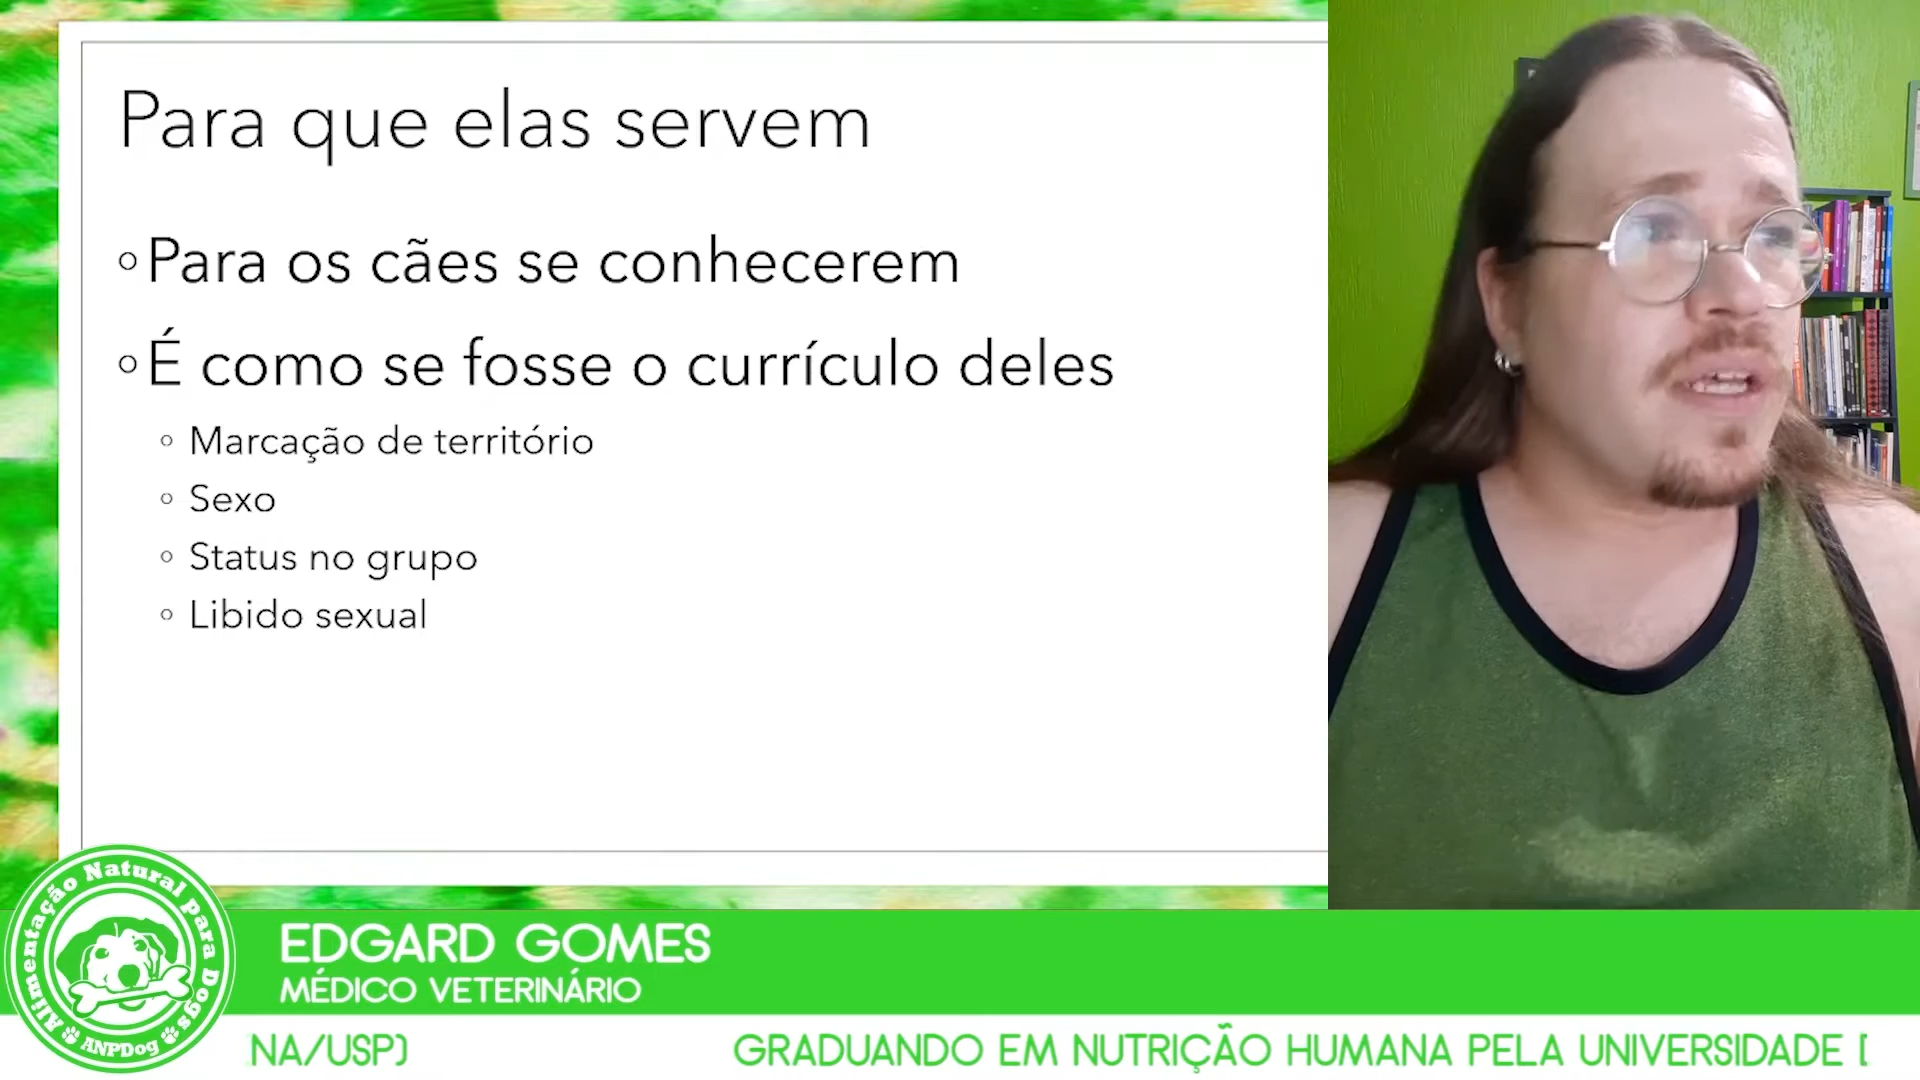 Para que elas servem
Para os cães se conhecerem
É como se fosse o currículo deles
Marcação de território
Sexo
Status no grupo
Libido sexual
Alimentação Natural para Dogs
ANPDog
EDGARD GOMES
MÉDICO VETERINÁRIO
NA/USP) GRADUANDO EM NUTRIÇÃO HUMANA PELA UNIVERSIDADE [